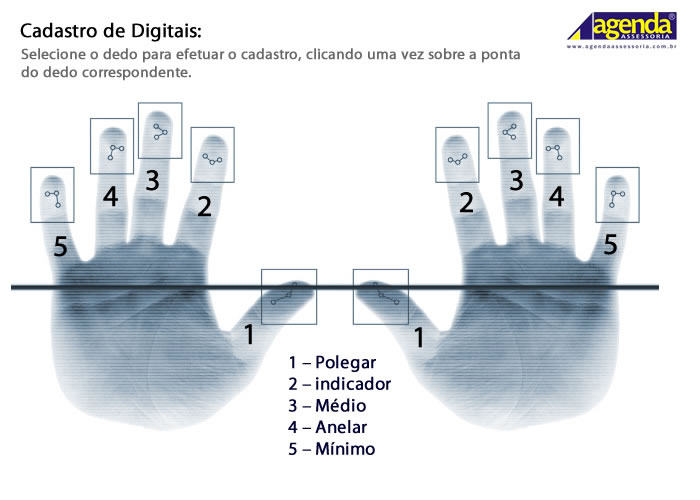 Cadastro de Digitais:
Selecione o dedo para efetuar o cadastro, clicando uma vez sobre a ponta
do dedo correspondente.
agenda
ASSESSORIA
www.agendaassessoria.com.br
5 4 3 2
2 3 4 5
1 1
1 – Polegar
2 – indicador
3 – Médio
4 – Anelar
5 – Mínimo